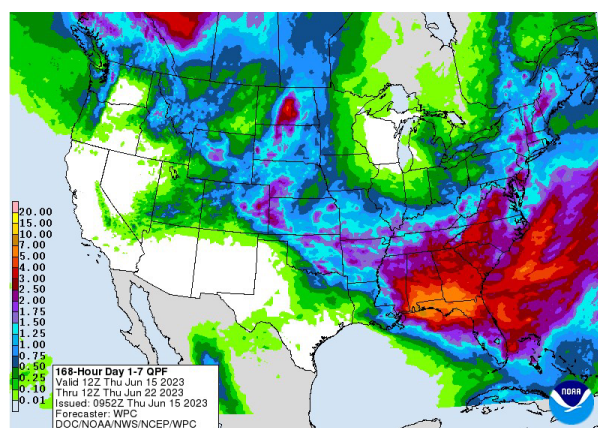 20.00
15.00
10.00
7.00
5.00
4.00
3.00
2.50
2.00
1.75
1.50
1.25
1.00
0.75
0.50
0.25
0.10
0.01
168-Hour Day 1-7 QPF
Valid 12Z Thu Jun 15 2023
Thru 12Z Thu Jun 22 2023
Issued: 0952Z Thu Jun 15 2023
Forecaster: WPC
DOC/NOAA/NWS/NCEP/WPC
NOAA